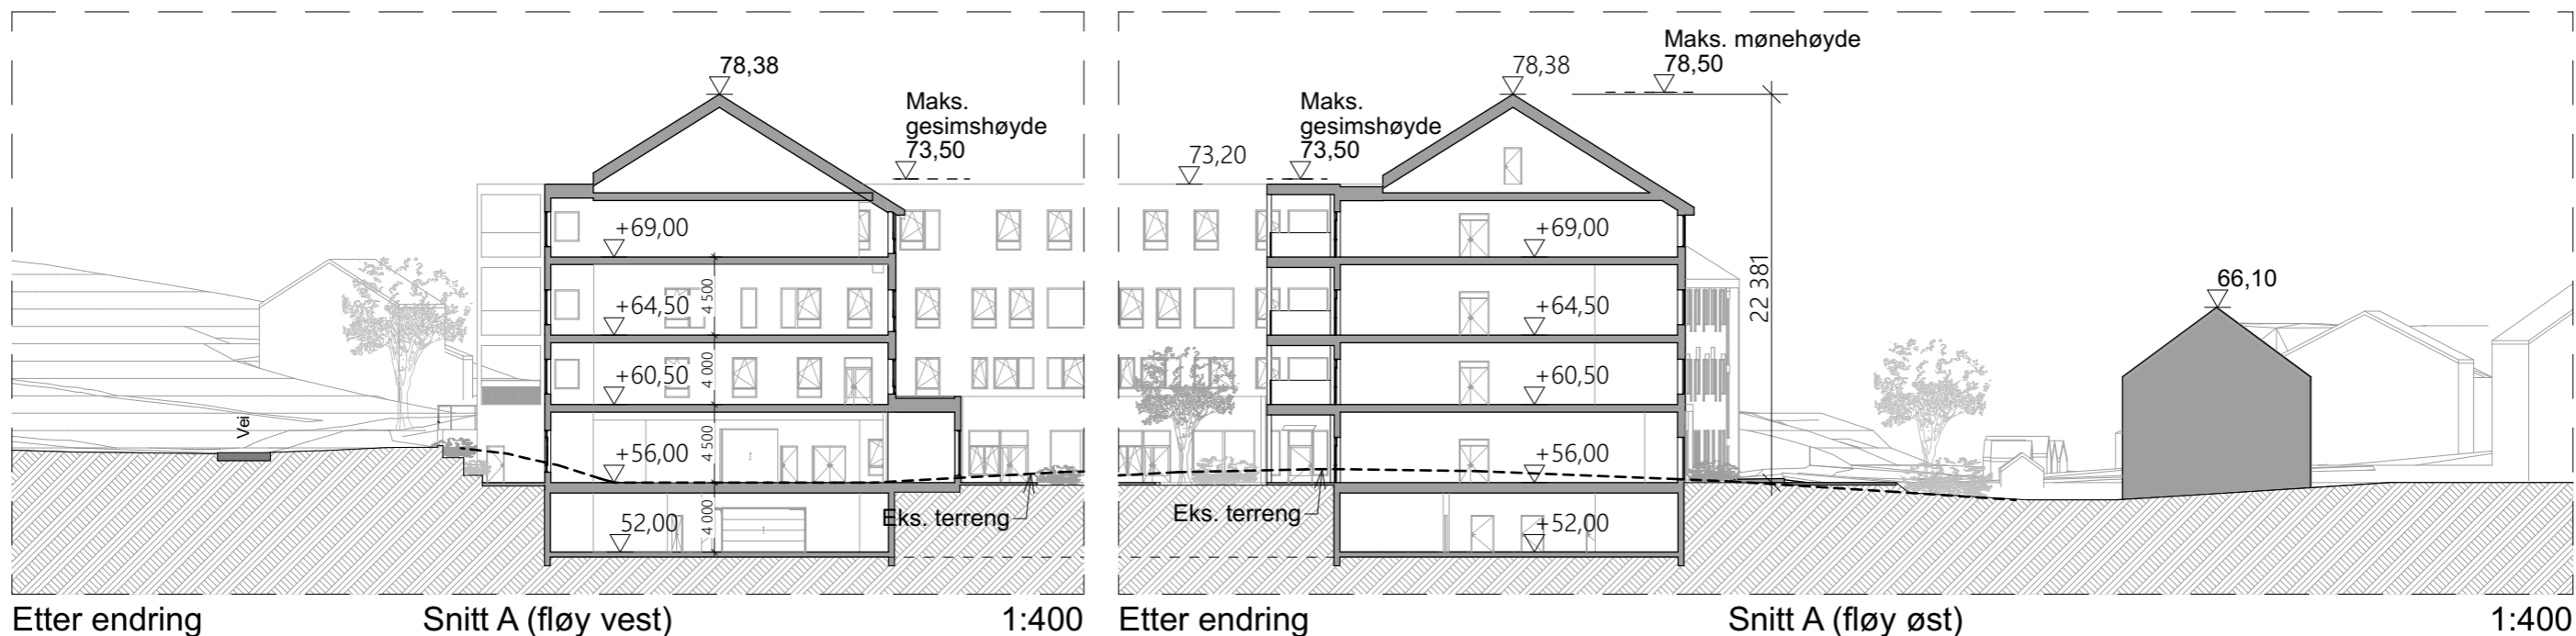 78,38
Maks.
gesimshøyde
73,50
+69,00
+64,50
4 500
+60,50
4 000
Vei
+56,00
4 500
52,00
4 000
Eks. terreng
Etter endring
Snitt A (fløy vest)
1:400
Maks. mønehøyde
78,50
78,38
Maks.
gesimshøyde
73,50
73,20
+69,00
22 381
66,10
+64,50
+60,50
+56,00
Eks. terreng
+52,00
Etter endring
Snitt A (fløy øst)
1:400